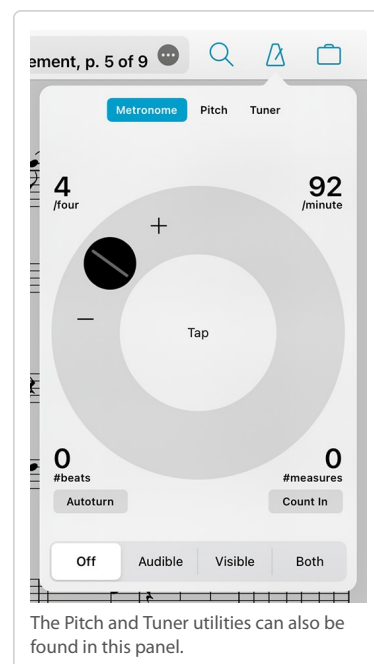 ement, p. 5 of 9
Metronome Pitch Tuner
4 92
/four /minute
+
−
Tap
0 0
#beats #measures
Autoturn Count In
Off Audible Visible Both
The Pitch and Tuner utilities can also be
found in this panel.